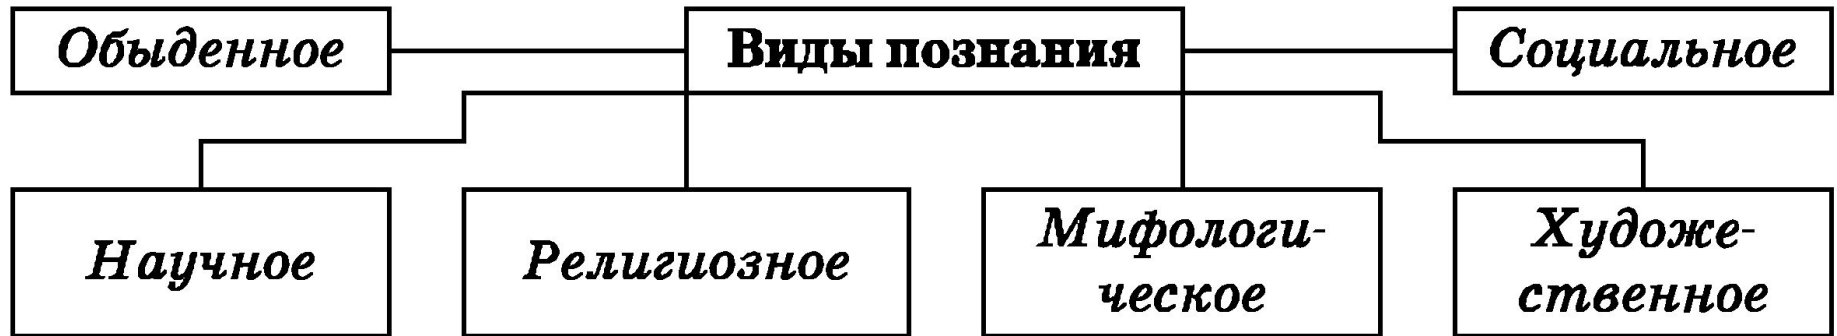 Обыденное
Виды познания
Социальное
Научное
Религиозное
Мифологи-
ческое
Художе-
ственное